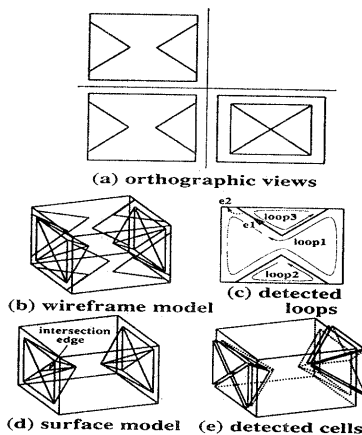 (a) orthographic views
e2
e1
loop3
loop1
loop2
(b) wireframe model
(c) detected
loops
intersection
edge
(d) surface model
(e) detected cells